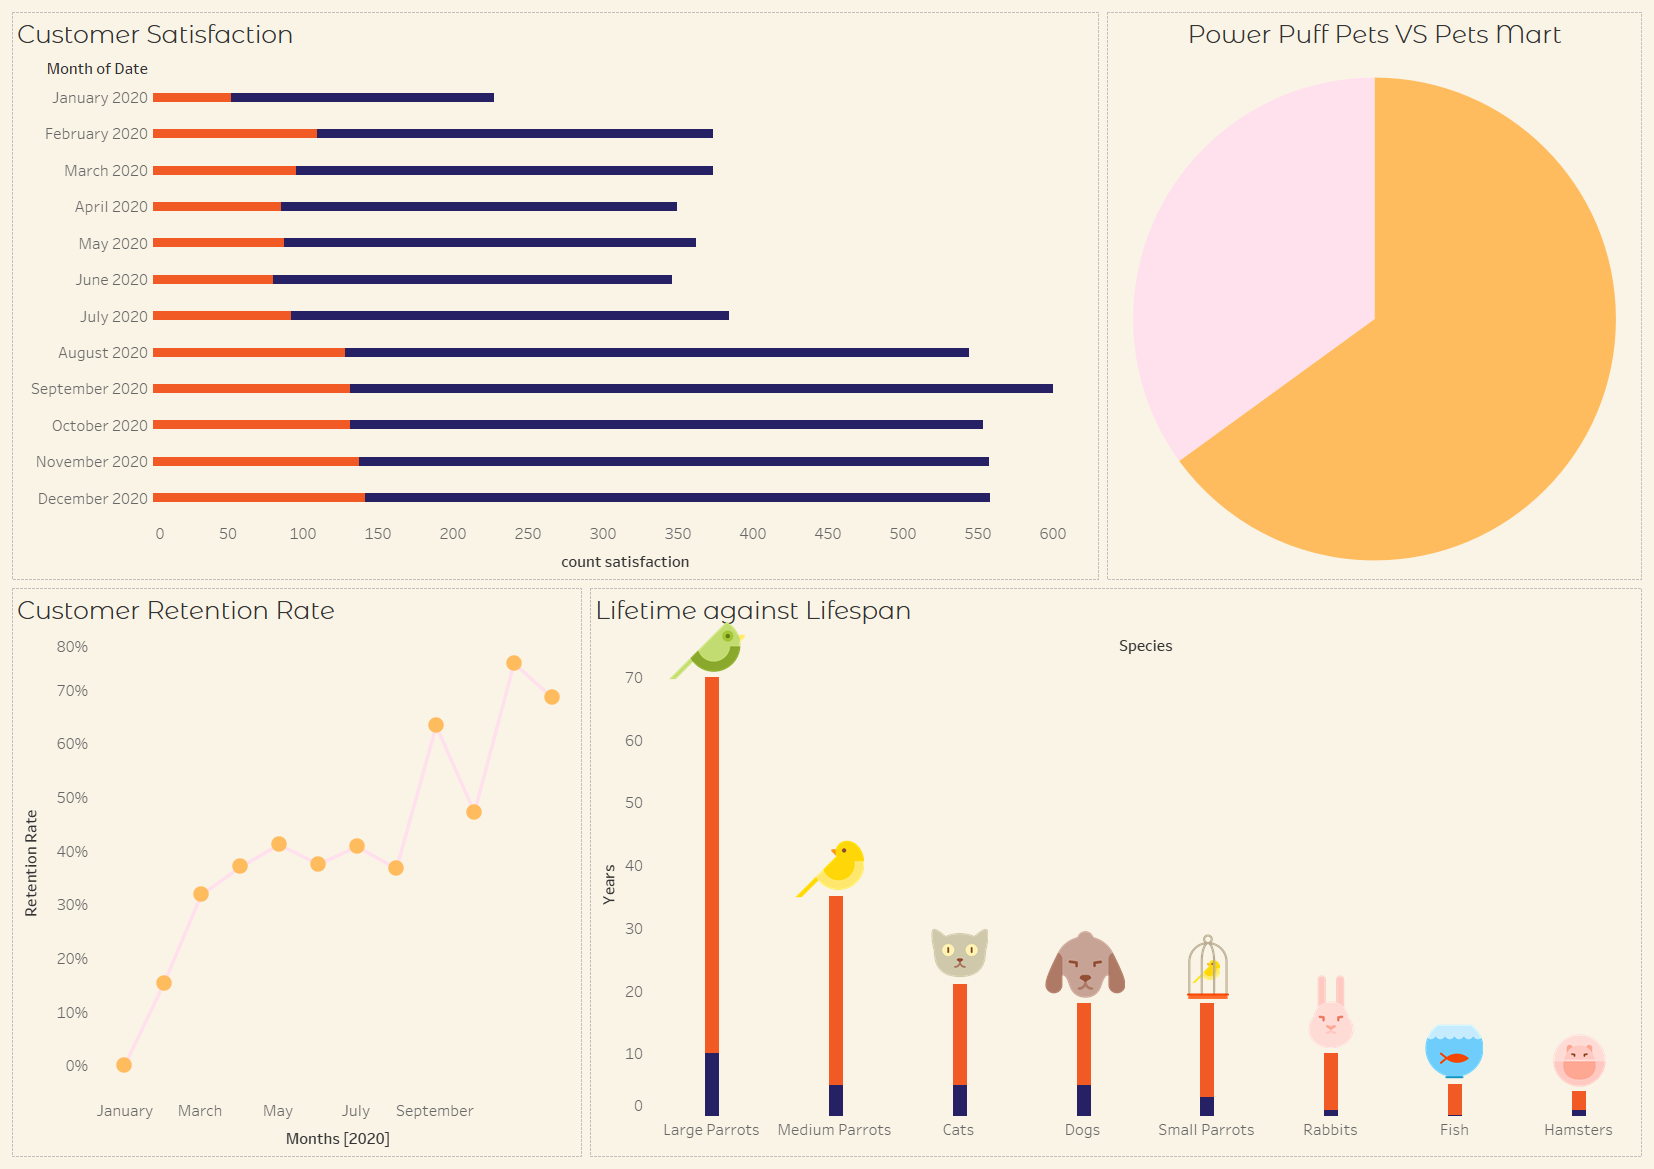 Customer Satisfaction
Month of Date
January 2020
February 2020
March 2020
April 2020
May 2020
June 2020
July 2020
August 2020
September 2020
October 2020
November 2020
December 2020
0 50 100 150 200 250 300 350 400 450 500 550 600
count satisfaction
Power Puff Pets VS Pets Mart
Customer Retention Rate
80%
70%
60%
50%
40%
30%
20%
10%
0%
Retention Rate
January March May July September
Months [2020]
Lifetime against Lifespan
Species
70
60
50
40
30
20
10
0
Years
Large Parrots Medium Parrots Cats Dogs Small Parrots Rabbits Fish Hamsters